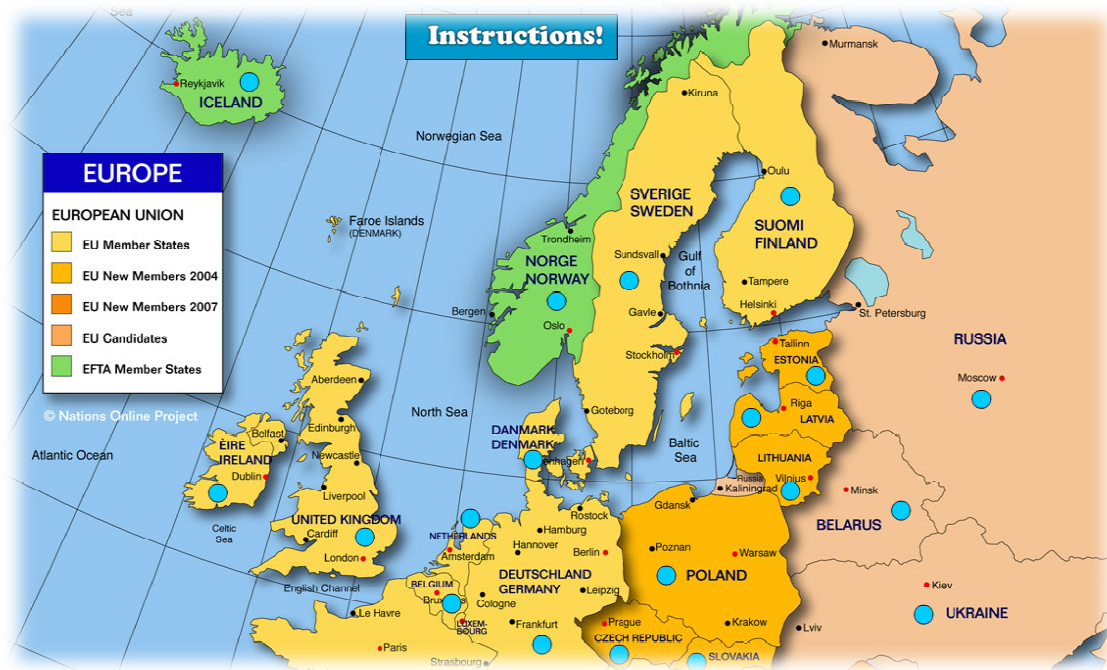 Sea
Instructions!
Murmansk
Reykjavik
ICELAND
Kiruna
Norwegian Sea
EUROPE
Oulu
EUROPEAN UNION
EU Member States
EU New Members 2004
EU New Members 2007
EU Candidates
EFTA Member States
© Nations Online Project
SVERIGE
SWEDEN
SUOMI
FINLAND
Faroe Islands
(DENMARK)
Trondheim
NORGE
NORWAY
Sundsvall
Gulf
of
Bothnia
Tampere
Helsinki
Bergen
Oslo
Gavle
St. Petersburg
Stockholm
Tallinn
ESTONIA
RUSSIA
Moscow
Aberdeen
North Sea
Goteborg
Riga
LATVIA
Edinburgh
DANMARK
DENMARK
Baltic
Sea
Belfast
ÈIRE
IRELAND
Atlantic Ocean
Newcastle
nhagen
LITHUANIA
Dublin
Russia
Kaliningrad
Vilnius
Minsk
Liverpool
Gdansk
BELARUS
Celtic
Sea
UNITED KINGDOM
Cardiff
Rostock
NETHERLANDS
Hamburg
Hannover
Amsterdam
Berlin
London
Poznan
Warsaw
POLAND
DEUTSCHLAND
GERMANY
English Channel
BELGIUM
Leipzig
Kiev
Cologne
Le Havre
UKRAINE
LUXEM-
BOURG
Frankfurt
Prague
Krakow
Lviv
CZECH REPUBLIC
Paris
SLOVAKIA
Strasbourg